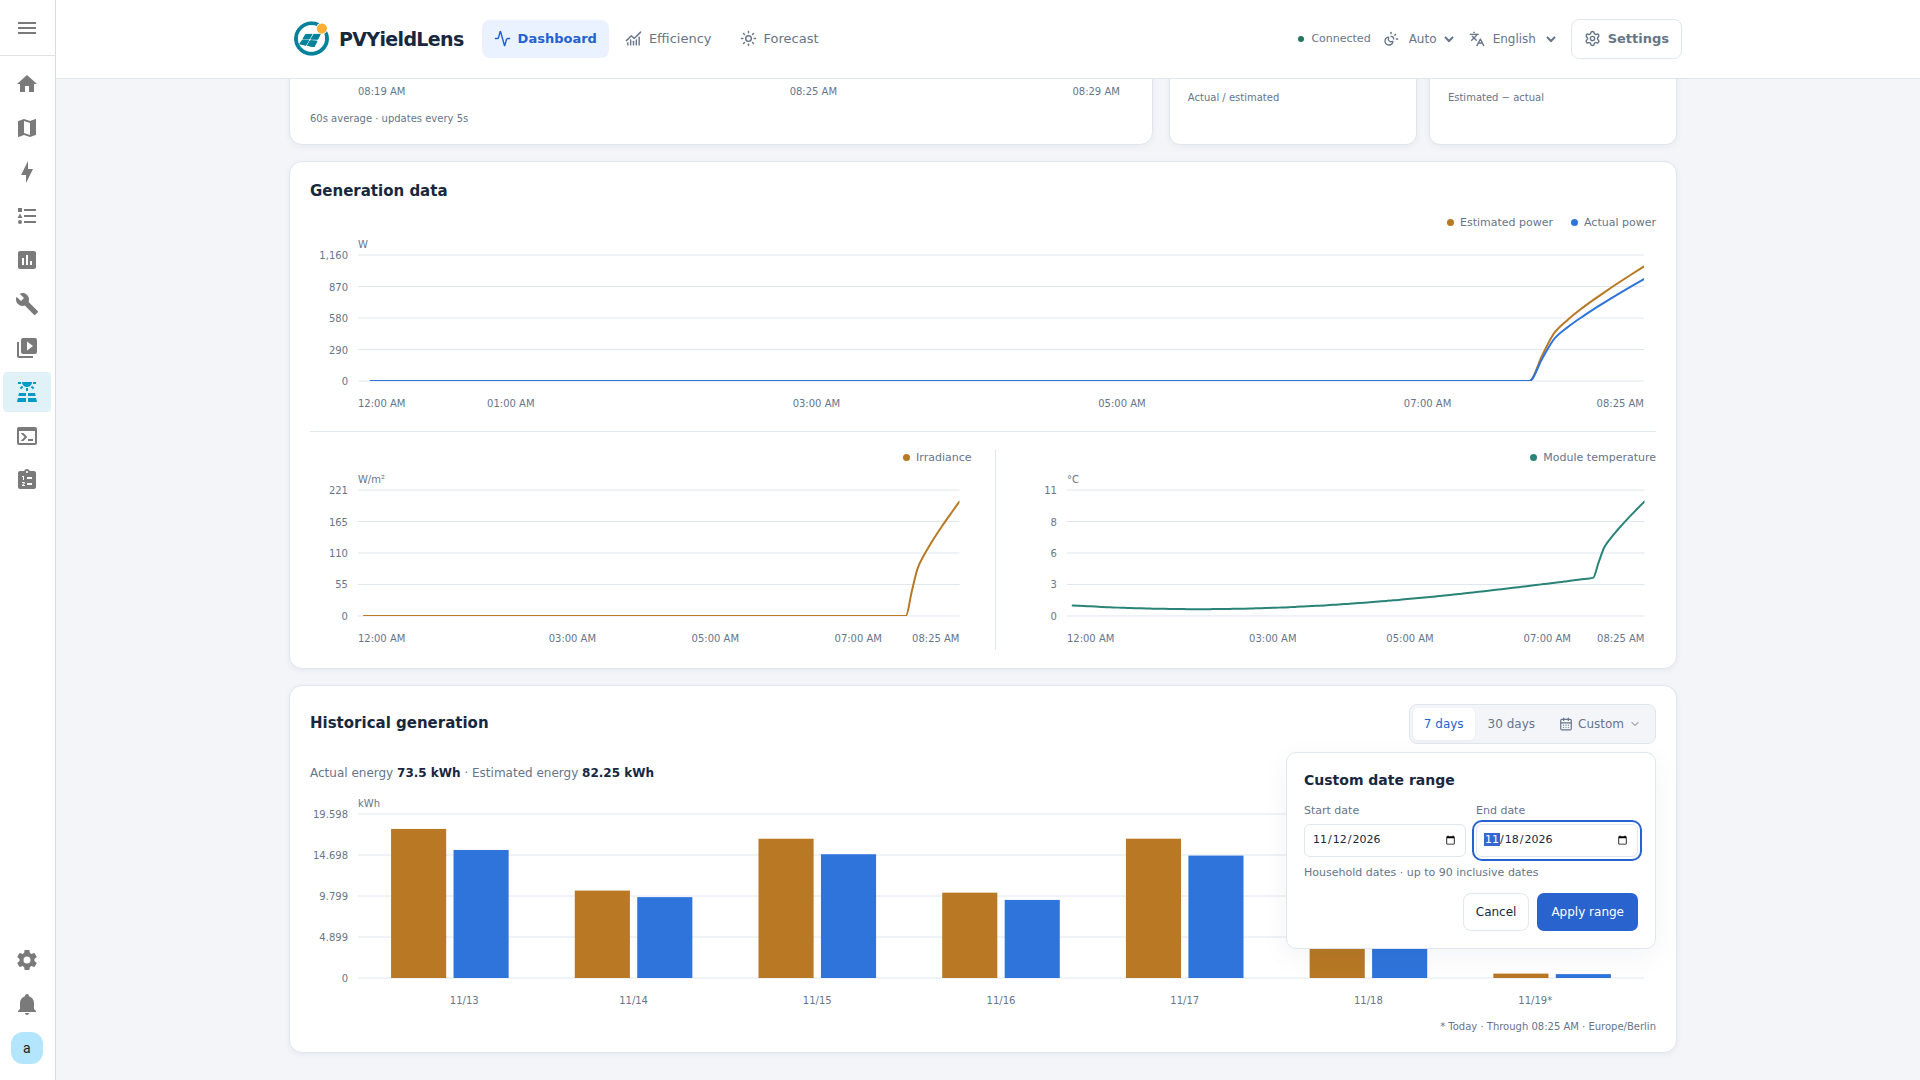 PVYieldLens
Dashboard
Efficiency
Forecast
Connected
Auto
English
Settings
08:19 AM
08:25 AM
08:29 AM
60s average · updates every 5s
Actual / estimated
Estimated − actual
Generation data
Estimated power
Actual power
W
1,160
870
580
290
0
12:00 AM
01:00 AM
03:00 AM
05:00 AM
07:00 AM
08:25 AM
Irradiance
W/m²
221
165
110
55
0
12:00 AM
03:00 AM
05:00 AM
07:00 AM
08:25 AM
Module temperature
°C
11
8
6
3
0
12:00 AM
03:00 AM
05:00 AM
07:00 AM
08:25 AM
Historical generation
7 days
30 days
Custom
Actual energy 73.5 kWh · Estimated energy 82.25 kWh
Custom date range
Start date
End date
11/12/2026
11/18/2026
Household dates · up to 90 inclusive dates
Cancel
Apply range
kWh
19.598
14.698
9.799
4.899
0
11/13
11/14
11/15
11/16
11/17
11/18
11/19*
* Today · Through 08:25 AM · Europe/Berlin
a